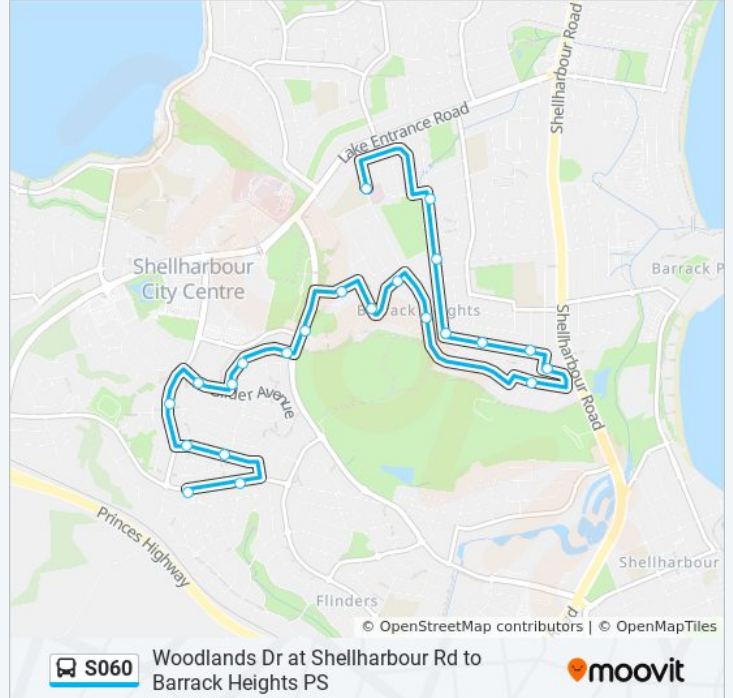 Shellharbour Road
Lake Entrance Road
Shellharbour
City Centre
Barrack P
Barrack Heights
Shellharbour Road
Avenue
Princes Highway
Shellharbour
Flinders
Road
© OpenStreetMap contributors | © OpenMapTiles
S060
Woodlands Dr at Shellharbour Rd to
Barrack Heights PS
moovit